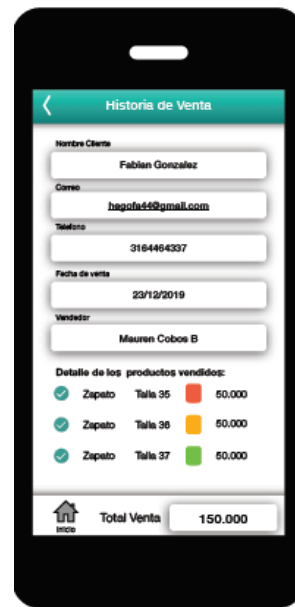 Historia de Venta
Nombre Cliente
Fabian Gonzalez
Correo
hegofa44@gmail.com
Telefono
3164464337
Fecha de venta
23/12/2019
Vendedor
Mauren Cobos B
Detalle de los productos vendidos:
Zapato Talla 35 50.000
Zapato Talla 36 50.000
Zapato Talla 37 50.000
Inicio
Total Venta 150.000